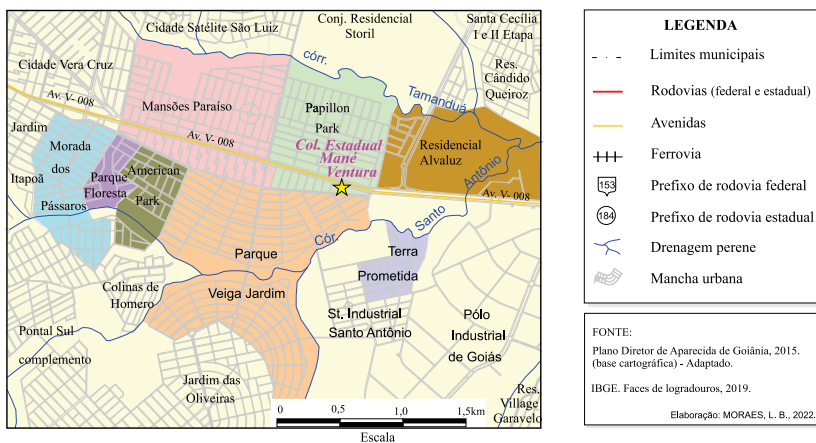 Cidade Satélite São Luiz
Conj. Residencial
Storil
Santa Cecília
I e II Etapa
Cidade Vera Cruz
córr.
Res.
Cândido
Queiroz
Tamanduá
Av. V- 008
Mansões Paraíso
Papillon
Park
Col. Estadual
Mané
Ventura
Av. V- 008
Residencial
Alvaluz
Antônio
Av. V- 008
Jardim
Itapoã
Morada
dos
Pássaros
Parque
Floresta
American
Park
Santo
Cór.
Parque
Veiga Jardim
Terra
Prometida
Colinas de
Homero
St. Industrial
Santo Antônio
Pólo
Industrial
de Goiás
Pontal Sul
complemento
Jardim das
Oliveiras
Res.
Village
Garavelo
0 0,5 1,0 1,5km
Escala
LEGENDA
Limites municipais
Rodovias (federal e estadual)
Avenidas
Ferrovia
153 Prefixo de rodovia federal
184 Prefixo de rodovia estadual
Drenagem perene
Mancha urbana
FONTE:
Plano Diretor de Aparecida de Goiânia, 2015.
(base cartográfica) - Adaptado.
IBGE. Faces de logradouros, 2019.
Elaboração: MORAES, L. B., 2022.